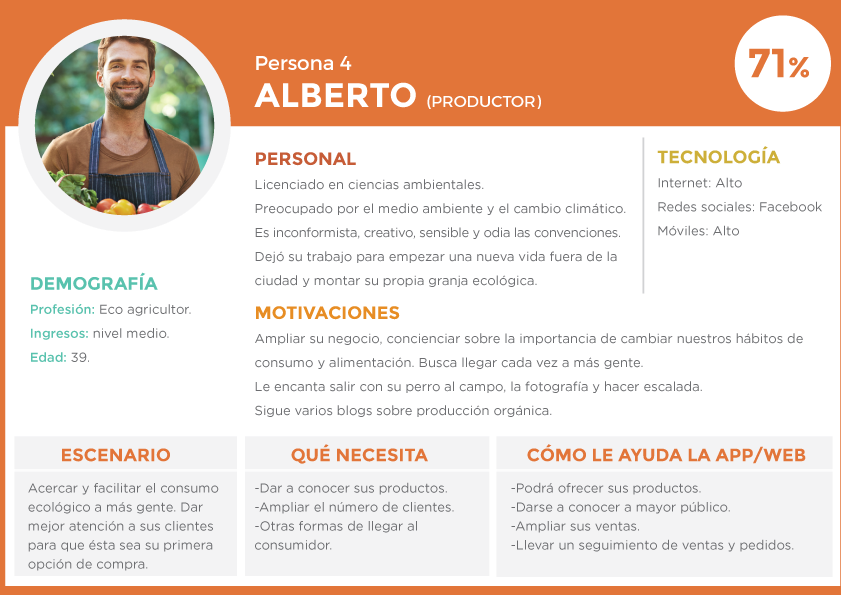 Persona 4
ALBERTO (PRODUCTOR)
71%
PERSONAL
Licenciado en ciencias ambientales.
Preocupado por el medio ambiente y el cambio climático.
Es inconformista, creativo, sensible y odia las convenciones.
Dejó su trabajo para empezar una nueva vida fuera de la
ciudad y montar su propia granja ecológica.
TECNOLOGÍA
Internet: Alto
Redes sociales: Facebook
Móviles: Alto
DEMOGRAFÍA
Profesión: Eco agricultor.
Ingresos: nivel medio.
Edad: 39.
MOTIVACIONES
Ampliar su negocio, concienciar sobre la importancia de cambiar nuestros hábitos de
consumo y alimentación. Busca llegar cada vez a más gente.
Le encanta salir con su perro al campo, la fotografía y hacer escalada.
Sigue varios blogs sobre producción orgánica.
ESCENARIO
Acercar y facilitar el consumo
ecológico a más gente. Dar
mejor atención a sus clientes
para que ésta sea su primera
opción de compra.
QUÉ NECESITA
-Dar a conocer sus productos.
-Ampliar el número de clientes.
-Otras formas de llegar al
consumidor.
CÓMO LE AYUDA LA APP/WEB
-Podrá ofrecer sus productos.
-Darse a conocer a mayor público.
-Ampliar sus ventas.
-Llevar un seguimiento de ventas y pedidos.